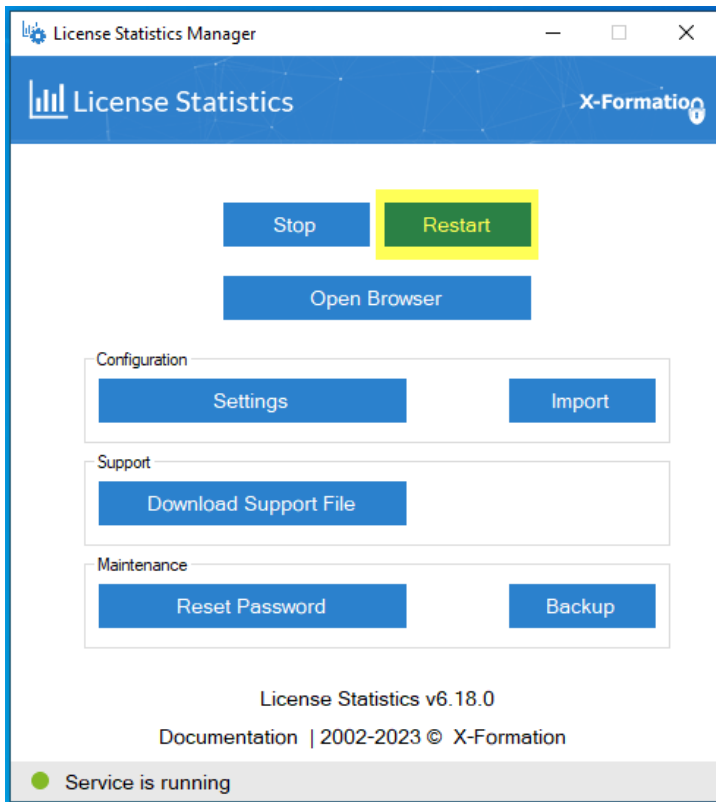 License Statistics Manager
License Statistics
X-Formation
Stop
Restart
Open Browser
Configuration
Settings
Import
Support
Download Support File
Maintenance
Reset Password
Backup
License Statistics v6.18.0
Documentation | 2002-2023 © X-Formation
Service is running